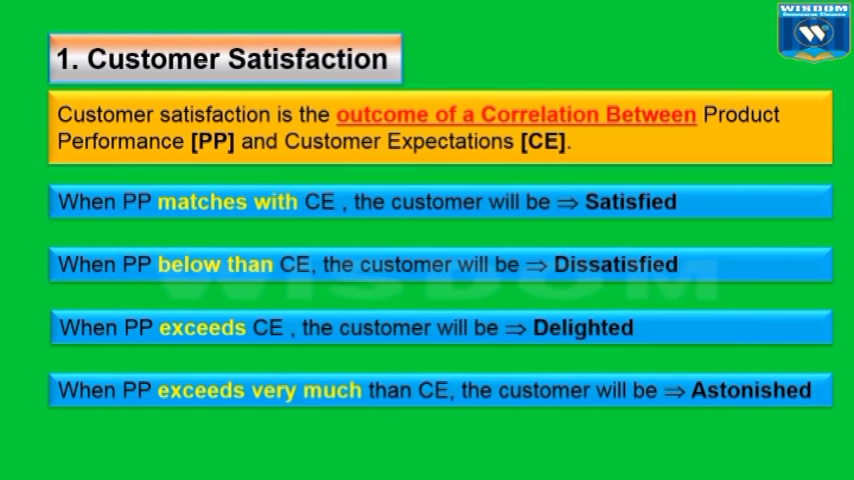 WISDOM
W
1. Customer Satisfaction
Customer satisfaction is the outcome of a Correlation Between Product
Performance [PP] and Customer Expectations [CE].
When PP matches with CE , the customer will be ⇒ Satisfied
When PP below than CE, the customer will be ⇒ Dissatisfied
WISDOM
When PP exceeds CE , the customer will be ⇒ Delighted
When PP exceeds very much than CE, the customer will be ⇒ Astonished